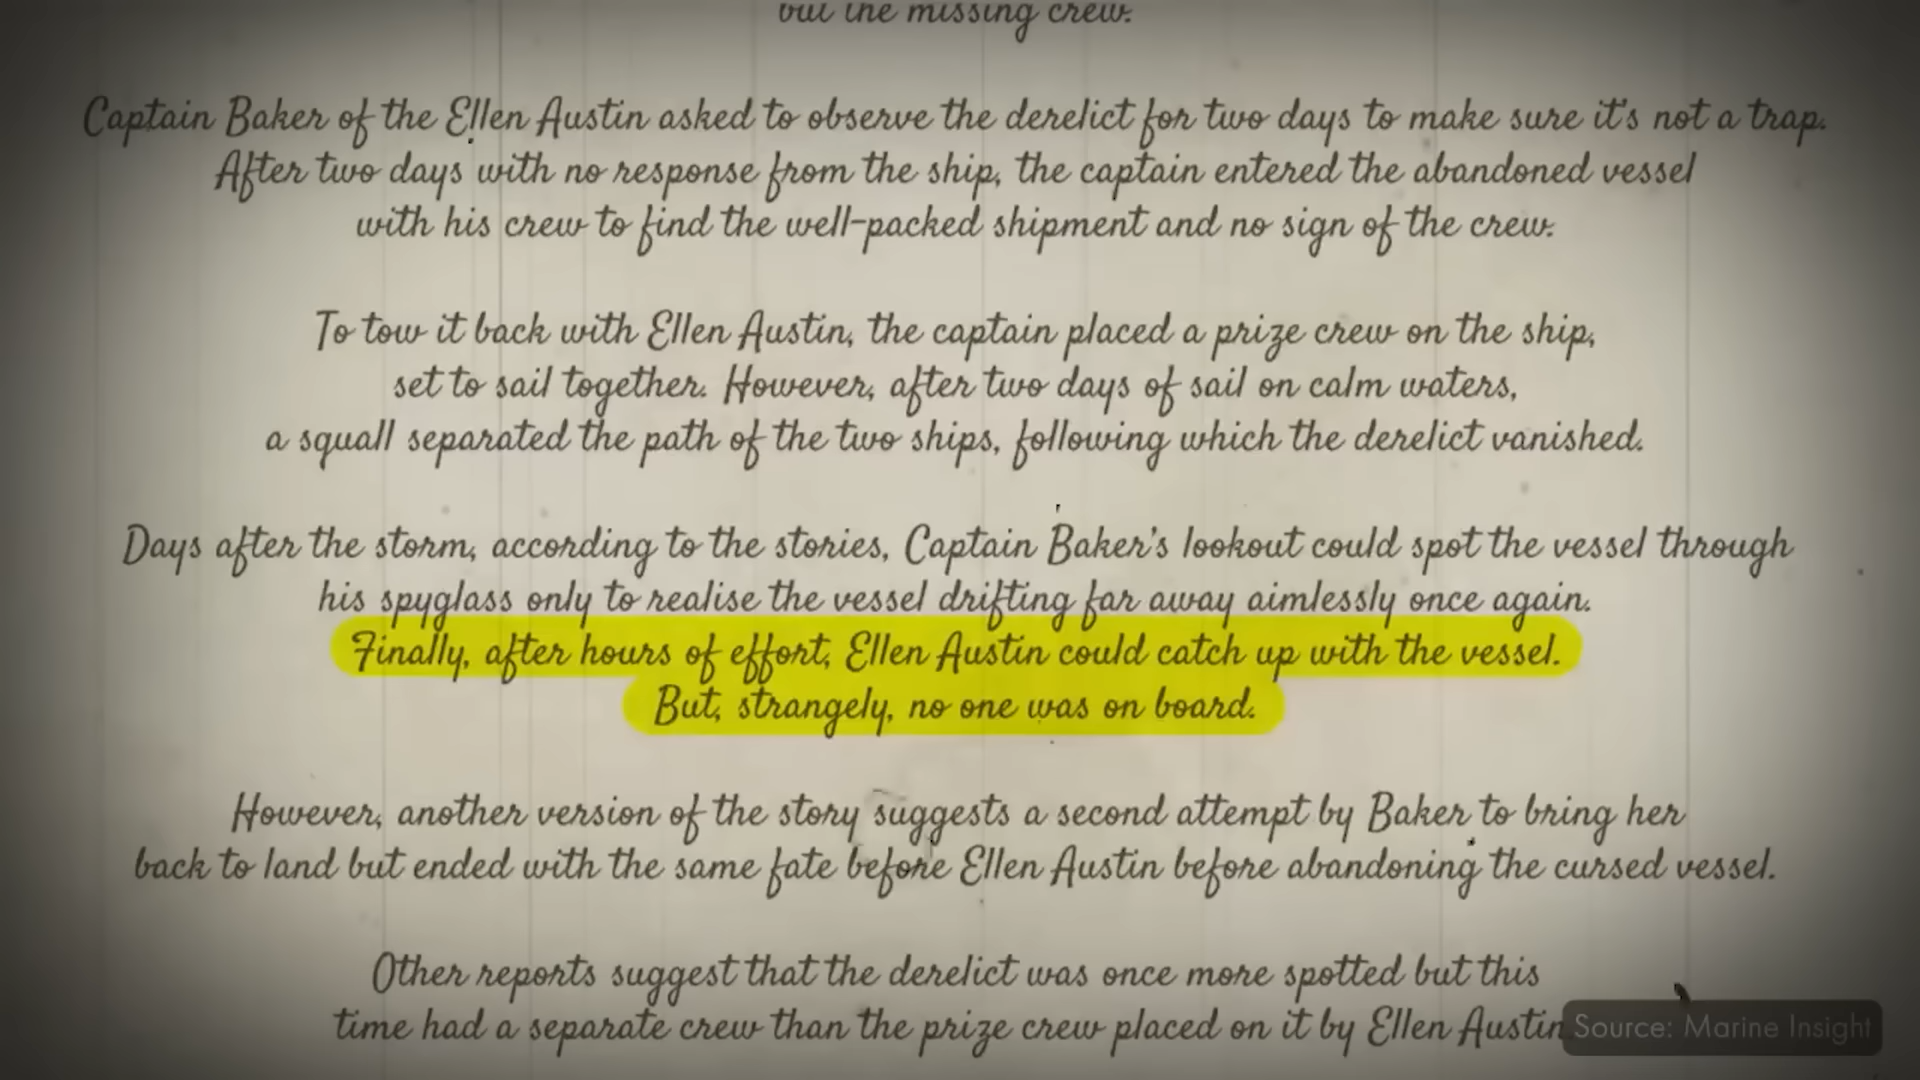 but the missing crew.
Captain Baker of the Ellen Austin asked to observe the derelict for two days to make sure it's not a trap.
After two days with no response from the ship, the captain entered the abandoned vessel
with his crew to find the well-packed shipment and no sign of the crew.
To tow it back with Ellen Austin, the captain placed a prize crew on the ship,
set to sail together. However, after two days of sail on calm waters,
a squall separated the path of the two ships, following which the derelict vanished.
Days after the storm, according to the stories, Captain Baker's lookout could spot the vessel through
his spyglass only to realise the vessel drifting far away aimlessly once again.
Finally, after hours of effort, Ellen Austin could catch up with the vessel.
But, strangely, no one was on board.
However, another version of the story suggests a second attempt by Baker to bring her
back to land but ended with the same fate before Ellen Austin before abandoning the cursed vessel.
Other reports suggest that the derelict was once more spotted but this
time had a separate crew than the prize crew placed on it by Ellen Austin
Source: Marine Insight